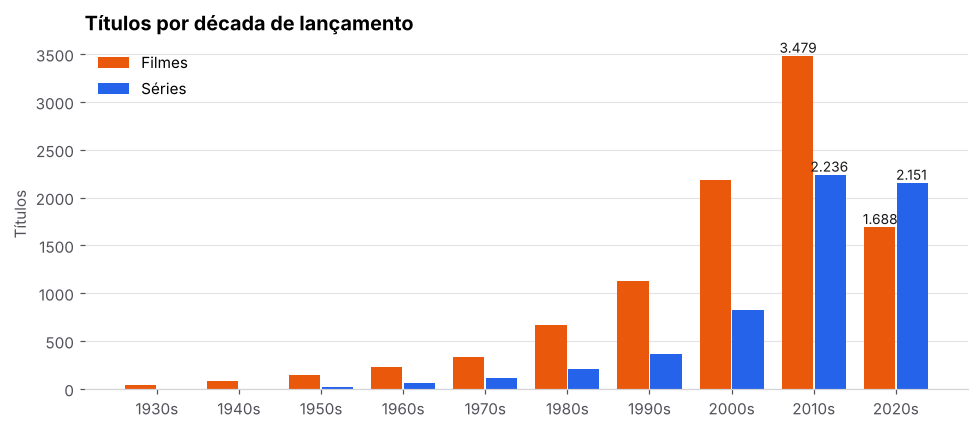 Títulos por década de lançamento
Filmes
Séries
Títulos
3500
3000
2500
2000
1500
1000
500
0
3.479
2.236
1.688
2.151
1930s 1940s 1950s 1960s 1970s 1980s 1990s 2000s 2010s 2020s